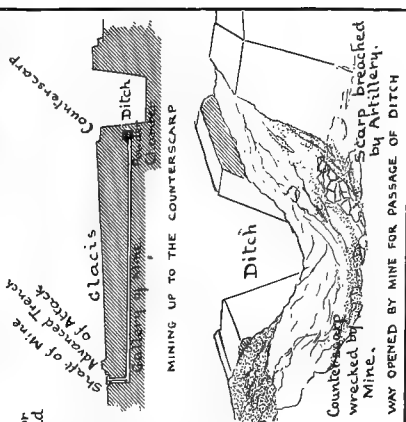 Counterscarp
Glacis
Shaft of Mine
Advanced Trench
of Attack
Ditch
Powder
Chamber
Gallery of Mine
MINING UP TO THE COUNTERSCARP
Ditch
Counterscarp
wrecked by
Mine.
Scarp breached
by Artillery.
WAY OPENED BY MINE FOR PASSAGE OF DITCH
or